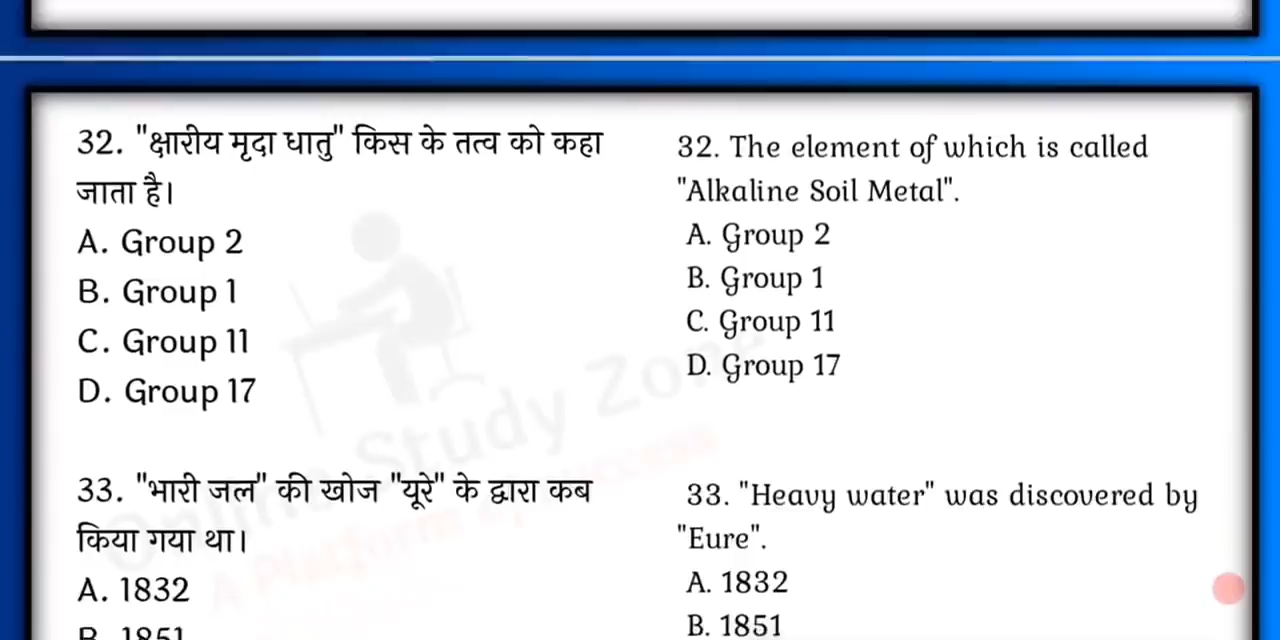 32. "क्षारीय मृदा धातु" किस के तत्व को कहा
जाता है।
A. Group 2
B. Group 1
C. Group 11
D. Group 17
33. "भारी जल" की खोज "यूरे" के द्वारा कब
किया गया था।
A. 1832
B. 1851
32. The element of which is called
"Alkaline Soil Metal".
A. Group 2
B. Group 1
C. Group 11
D. Group 17
33. "Heavy water" was discovered by
"Eure".
A. 1832
B. 1851
Online Study Zone
A Platform of Success